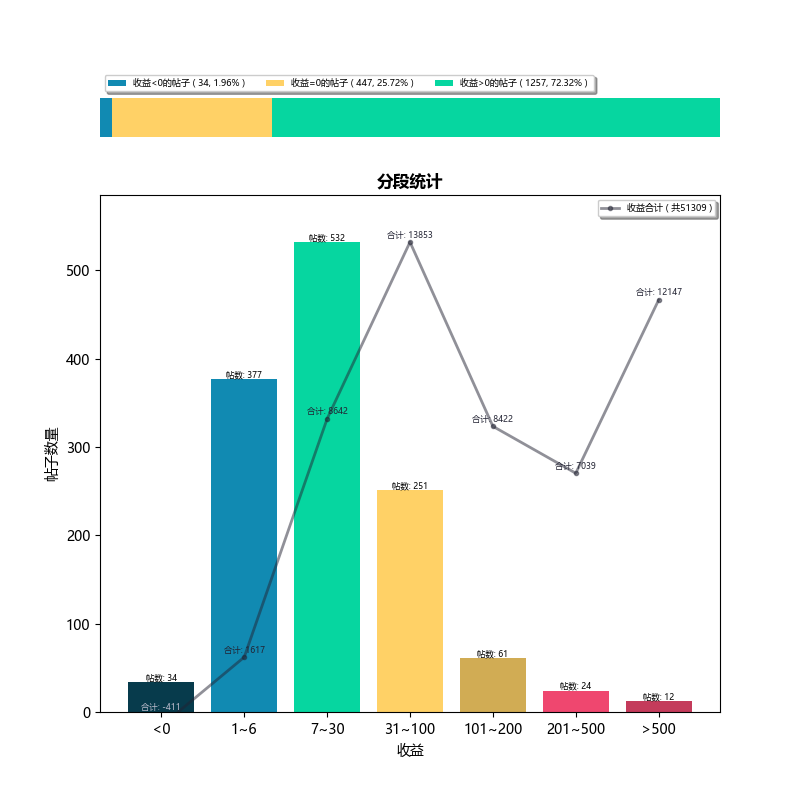 收益<0的帖子 ( 34, 1.96% ) 收益=0的帖子 ( 447, 25.72% ) 收益>0的帖子 ( 1257, 72.32% )
分段统计
收益合计 ( 共51309 )
合计: 13853
帖数: 532
合计: 12147
500
合计: 8642
合计: 8422
400
帖数: 377
合计: 7039
300
帖子数量
帖数: 251
200
100
合计: 1617
帖数: 61
帖数: 34
帖数: 24
帖数: 12
合计: -411
0
<0 1~6 7~30 31~100 101~200 201~500 >500
收益